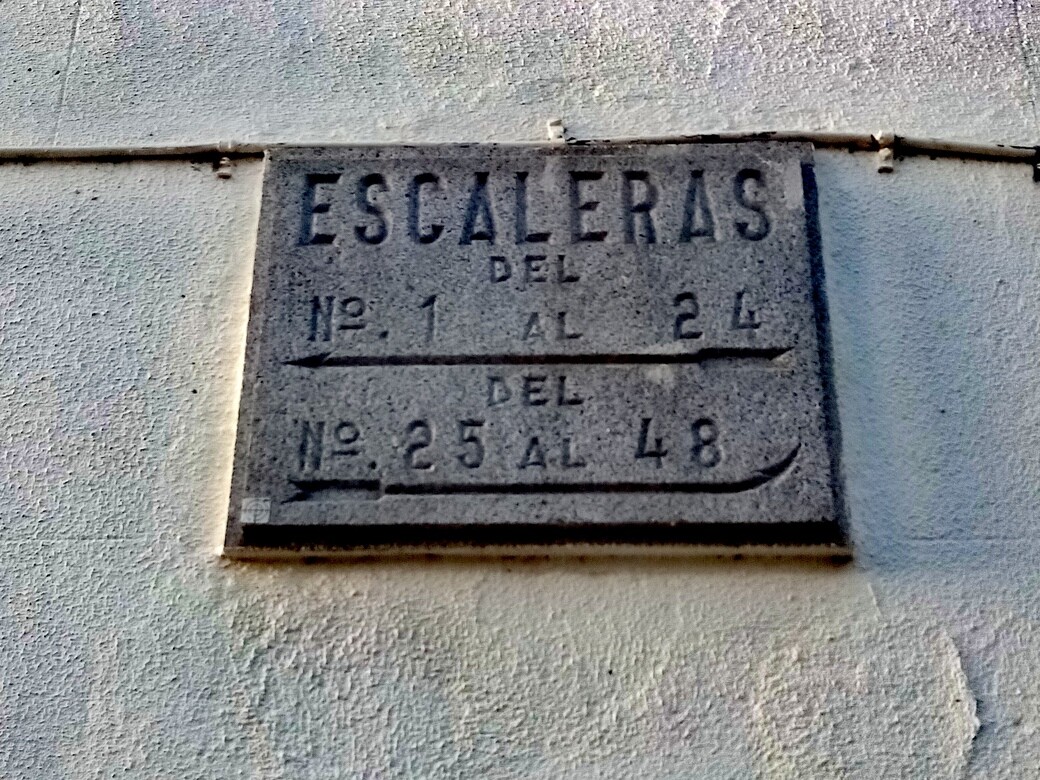 ESCALERAS
DEL
Nº. 1 AL 24
DEL
Nº. 25 AL 48